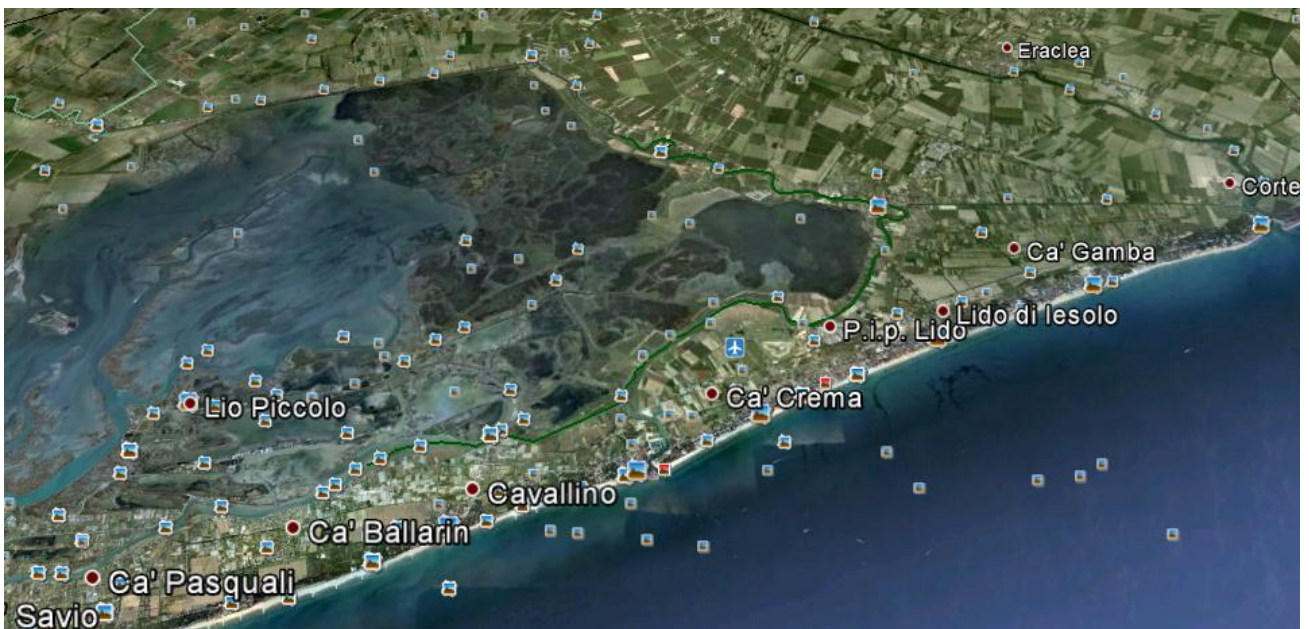 Eraclea
Corte
Ca' Gamba
Lido di Iesolo
P.i.p. Lido
Ca' Crema
Lio Piccolo
Cavallino
Ca' Ballarin
Ca' Pasquali
Savio